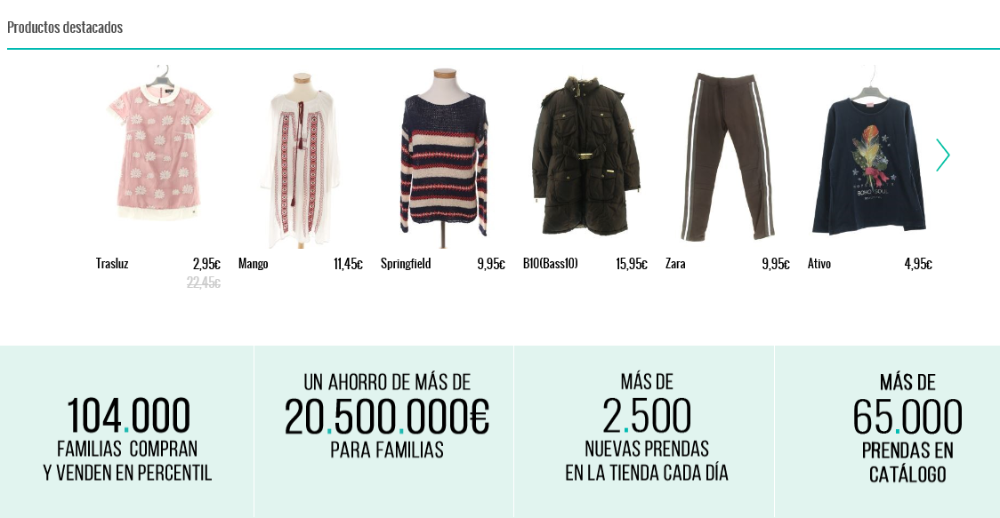 Productos destacados
Trasluz 2,95€
22,45€
Mango 11,45€
Springfield 9,95€
B10(Bass10) 15,95€
Zara 9,95€
Ativo 4,95€
BOHO SOUL
104.000
FAMILIAS COMPRAN
Y VENDEN EN PERCENTIL
UN AHORRO DE MÁS DE
20.500.000€
PARA FAMILIAS
MÁS DE
2.500
NUEVAS PRENDAS
EN LA TIENDA CADA DÍA
MÁS DE
65.000
PRENDAS EN
CATÁLOGO